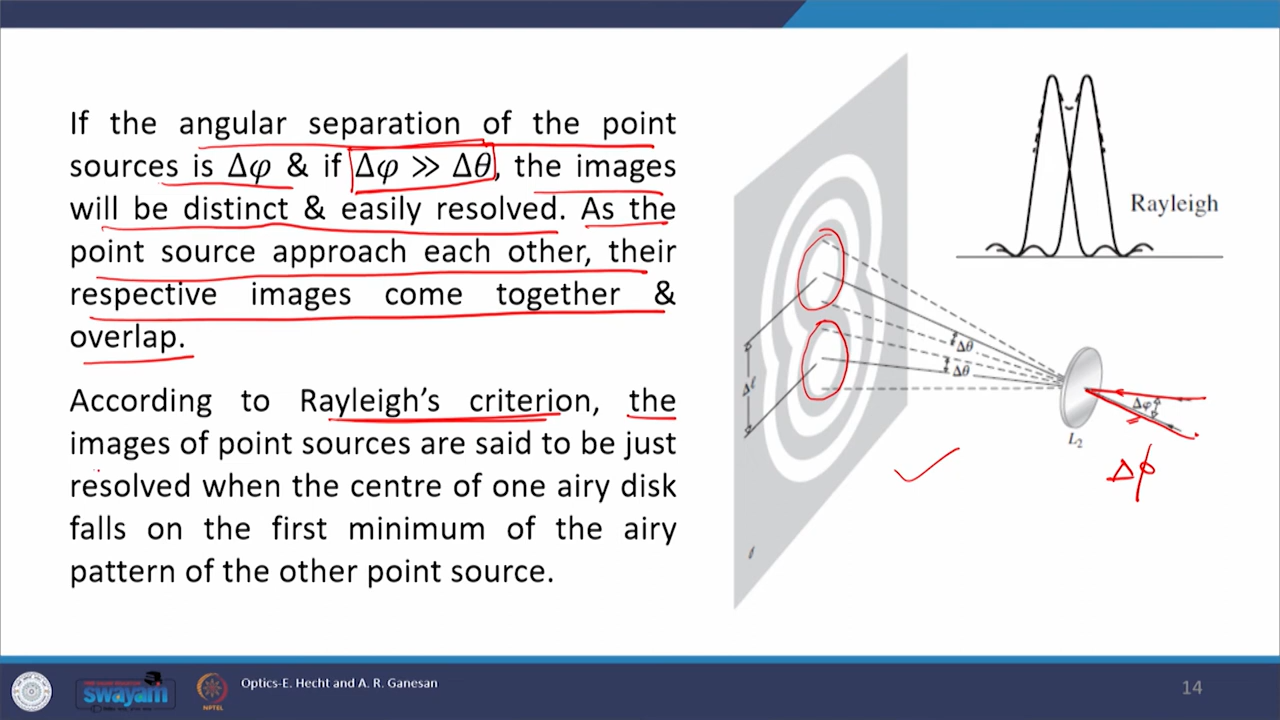 If the angular separation of the point
sources is Δφ & if Δφ ≫ Δθ, the images
will be distinct & easily resolved. As the
point source approach each other, their
respective images come together &
overlap.
According to Rayleigh's criterion, the
images of point sources are said to be just
resolved when the centre of one airy disk
falls on the first minimum of the airy
pattern of the other point source.
Rayleigh
Δθ
Δθ
Δℓ
Δφ
L₂
Δφ
swayam
NPTEL
Optics-E. Hecht and A. R. Ganesan
14